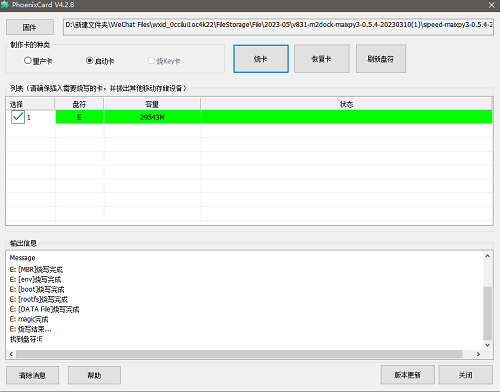 PhoenixCard V4.2.8
固件
D:\新建文件夹\WeChat Files\wxid_0cciluI1oc4k22\FileStorage\File\2023-05\v831-m2dock-maixpy3-0.5.4-20230310(1)\sipeed-maixpy3-0.5.4-2
制作卡的种类
量产卡 启动卡 烧Key卡
烧卡 恢复卡 刷新盘符
列表（请确保插入需要烧写的卡，并拔出其他移动存储设备）
选择 盘符 容量 状态
1 E 29543M
输出信息
Message
E: [MBR]烧写完成
E: [env]烧写完成
E: [boot]烧写完成
E: [rootfs]烧写完成
E: [DATA File]烧写完成
E: magic完成
E: 烧写结束...
找到盘符:E
清除消息 帮助 版本更新 关闭